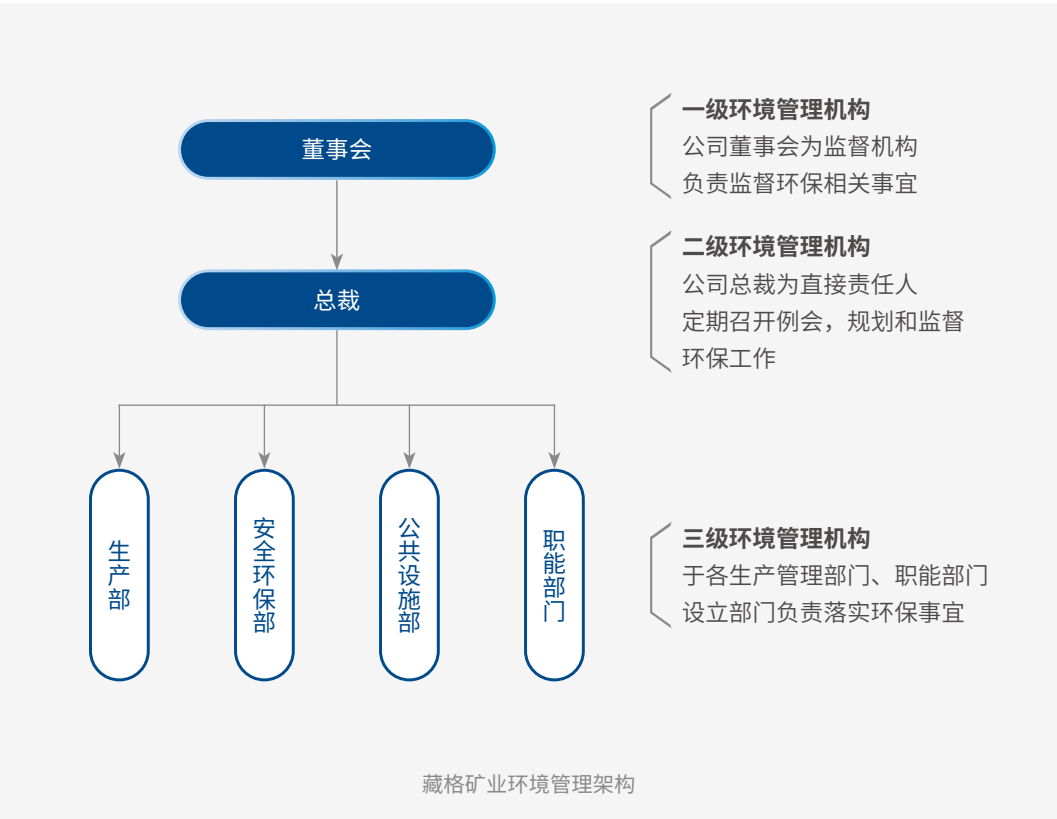 董事会
一级环境管理机构
公司董事会为监督机构
负责监督环保相关事宜
总裁
二级环境管理机构
公司总裁为直接责任人
定期召开例会，规划和监督
环保工作
生产部
安全环保部
公共设施部
职能部门
三级环境管理机构
于各生产管理部门、职能部门
设立部门负责落实环保事宜
藏格矿业环境管理架构